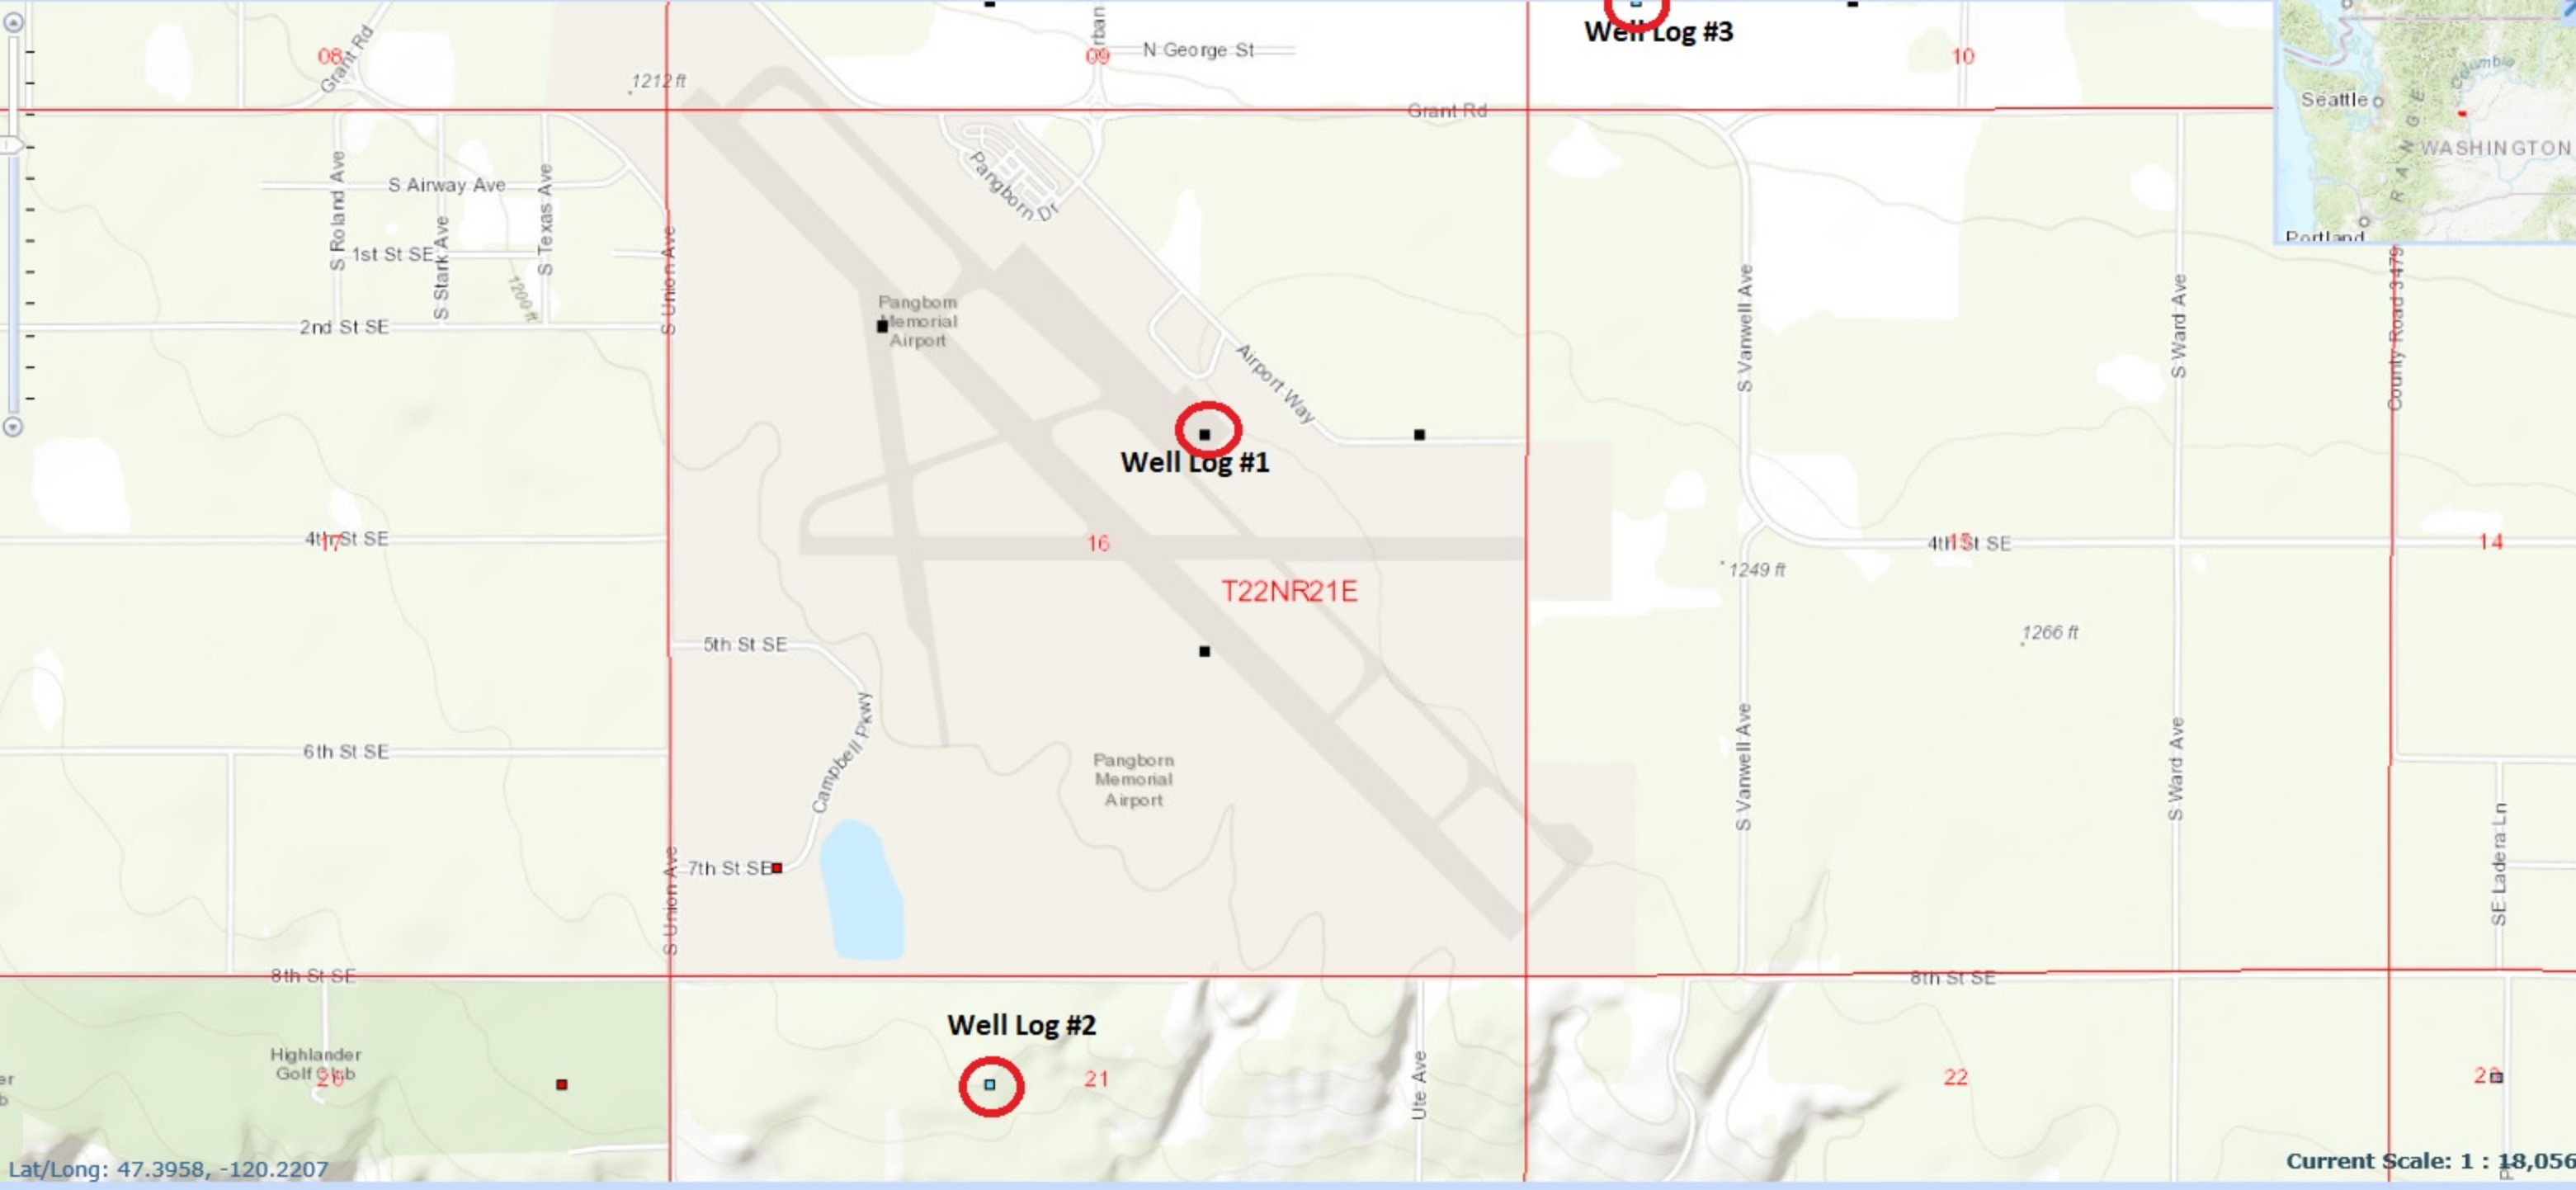 08
Grant Rd
1212 ft
09
N George St
Well Log #3
10
Columbia
Seattle
RANGE
WASHINGTON
Portland
Grant Rd
Pangborn Dr
S Roland Ave
S Airway Ave
S Stark Ave
S Texas Ave
1st St SE
1200 ft
2nd St SE
S Union Ave
Pangborn
Memorial
Airport
Airport Way
S Vanwell Ave
S Ward Ave
County Road 3 479
Well Log #1
4th St SE
17
16
4th St SE
15
14
T22NR21E
1249 ft
1266 ft
5th St SE
Campbell Pkwy
6th St SE
Pangborn
Memorial
Airport
S Vanwell Ave
S Ward Ave
SE Ladera Ln
S Union Ave
7th St SE
8th St SE
8th St SE
Well Log #2
Highlander
Golf Club
20
21
Ute Ave
22
Lat/Long: 47.3958, -120.2207
Current Scale: 1 : 18,056